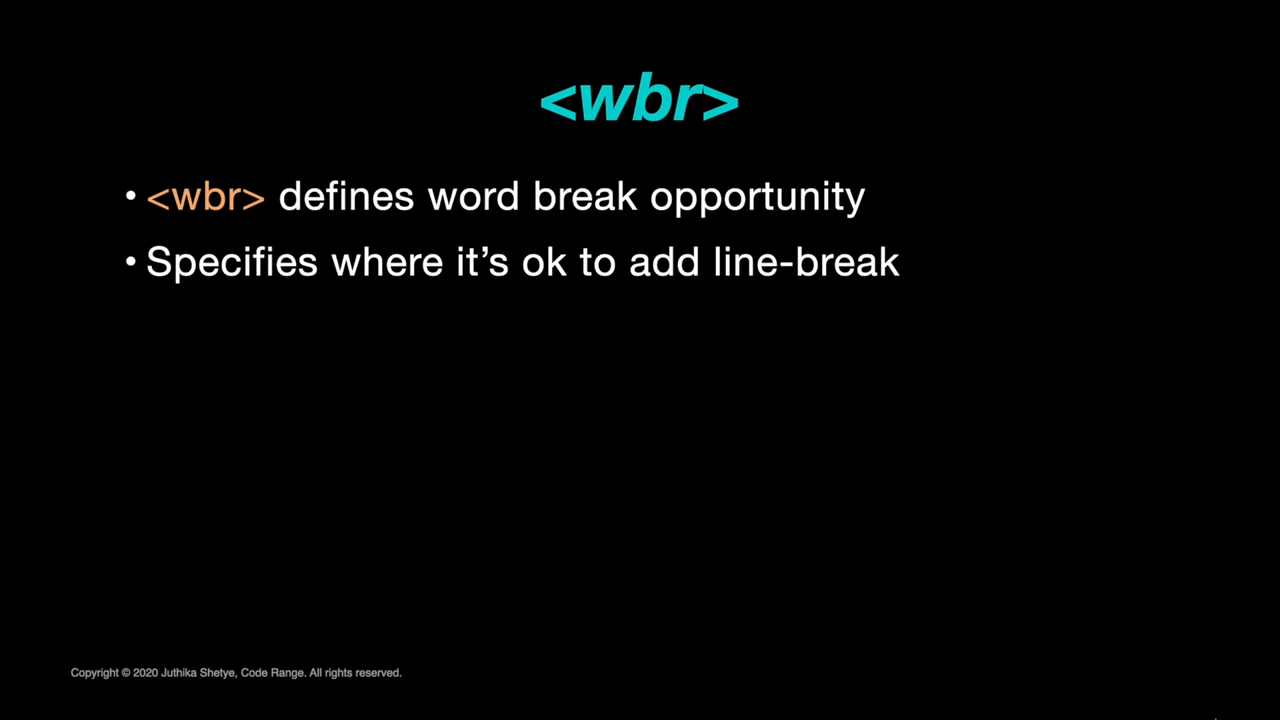 <wbr>
• <wbr> defines word break opportunity
• Specifies where it’s ok to add line-break
Copyright © 2020 Juthika Shetye, Code Range. All rights reserved.